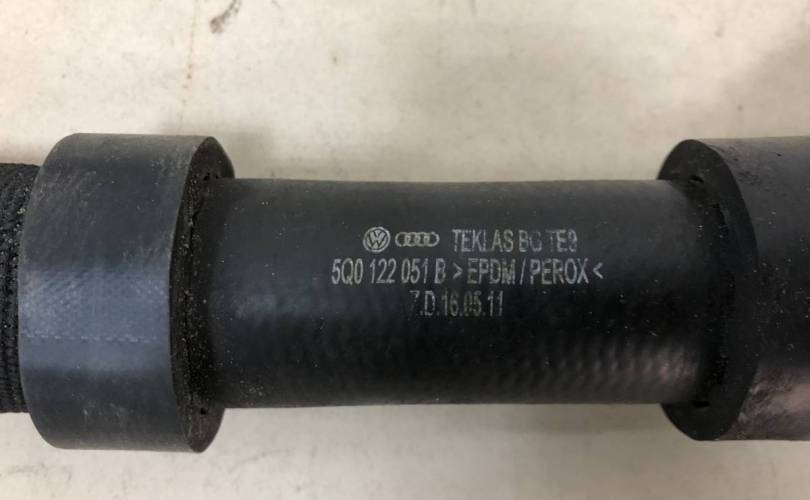 TEKLAS BG TE9
5Q0 122 051 B > EPDM / PEROX <
7.D.16.05.11